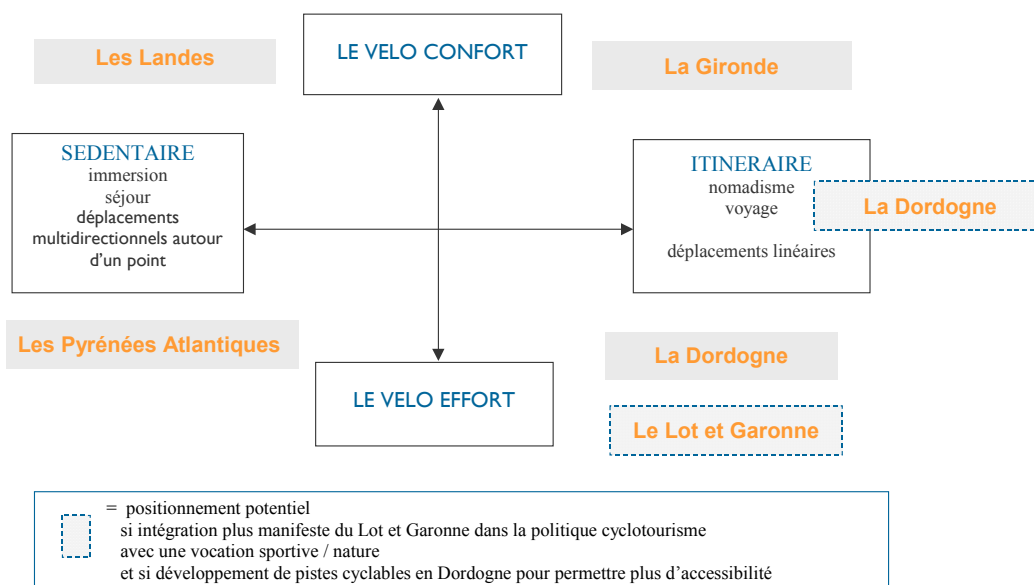 LE VELO CONFORT
Les Landes
La Gironde
SEDENTAIRE
immersion
séjour
déplacements
multidirectionnels autour
d'un point
ITINERAIRE
nomadisme
voyage
déplacements linéaires
La Dordogne
Les Pyrénées Atlantiques
LE VELO EFFORT
La Dordogne
Le Lot et Garonne
= positionnement potentiel
si intégration plus manifeste du Lot et Garonne dans la politique cyclotourisme
avec une vocation sportive / nature
et si développement de pistes cyclables en Dordogne pour permettre plus d'accessibilité